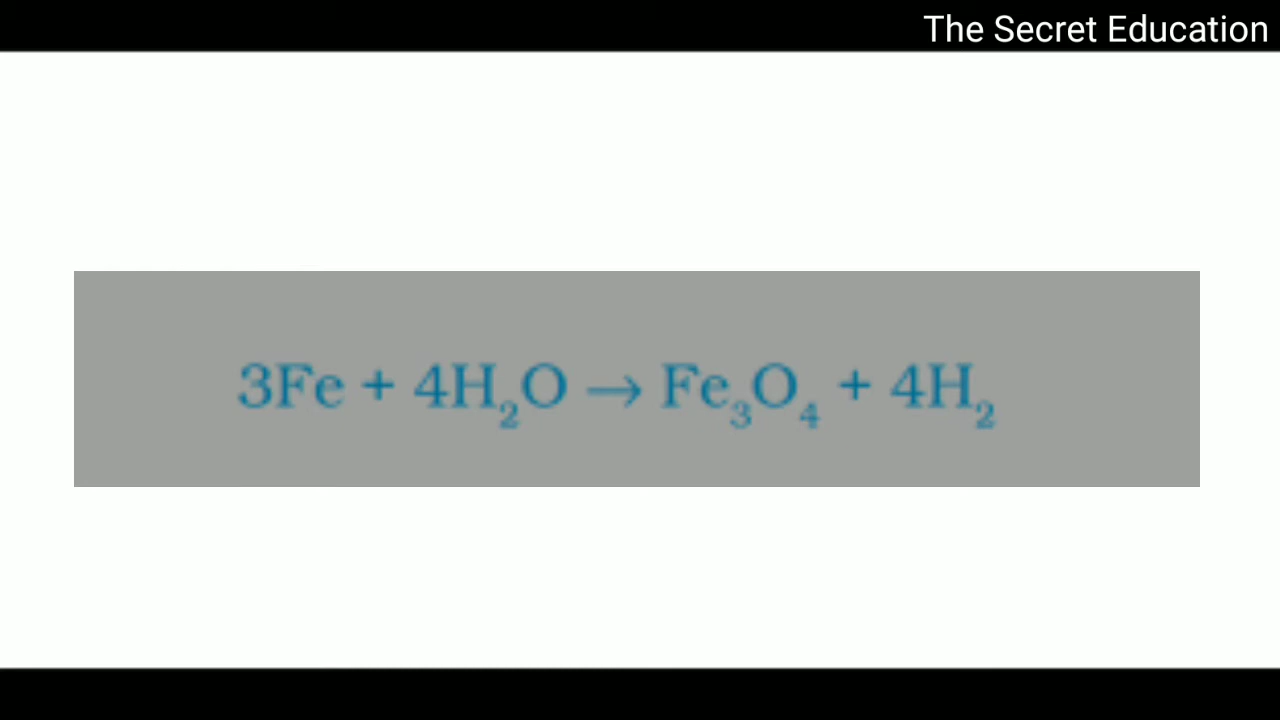 The Secret Education
3Fe + 4H₂O → Fe₃O₄ + 4H₂